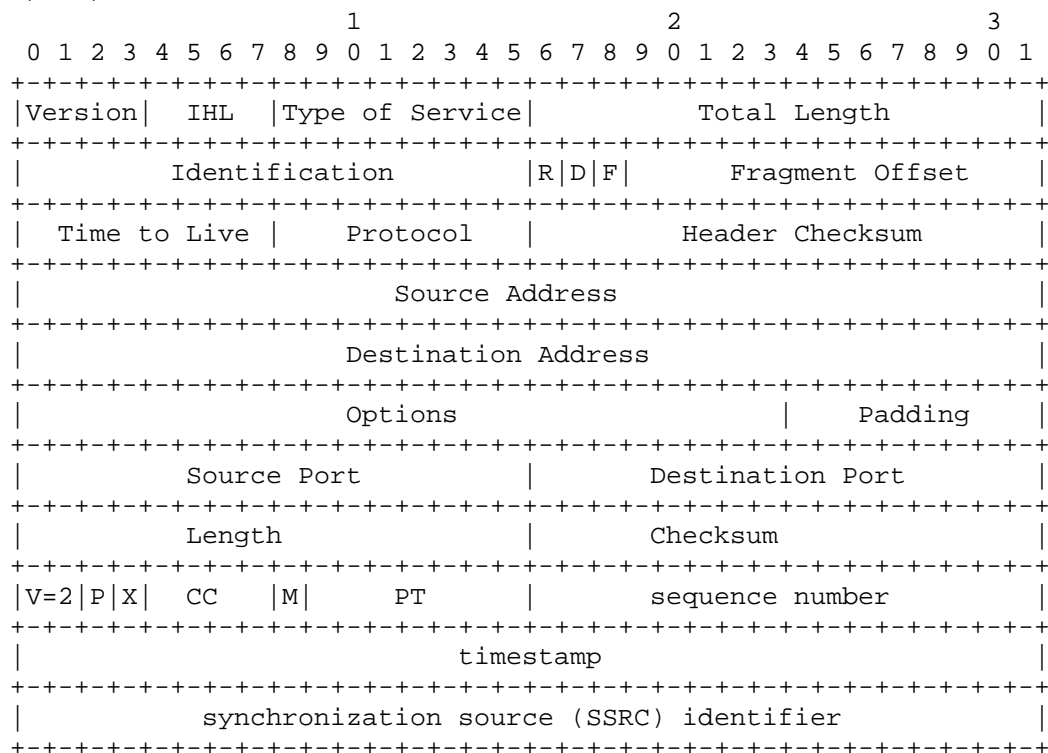 1                   2                   3
 0 1 2 3 4 5 6 7 8 9 0 1 2 3 4 5 6 7 8 9 0 1 2 3 4 5 6 7 8 9 0 1
+-+-+-+-+-+-+-+-+-+-+-+-+-+-+-+-+-+-+-+-+-+-+-+-+-+-+-+-+-+-+-+-+
|Version|  IHL  |Type of Service|          Total Length         |
+-+-+-+-+-+-+-+-+-+-+-+-+-+-+-+-+-+-+-+-+-+-+-+-+-+-+-+-+-+-+-+-+
|         Identification        |R|D|F|      Fragment Offset    |
+-+-+-+-+-+-+-+-+-+-+-+-+-+-+-+-+-+-+-+-+-+-+-+-+-+-+-+-+-+-+-+-+
|  Time to Live |    Protocol   |         Header Checksum       |
+-+-+-+-+-+-+-+-+-+-+-+-+-+-+-+-+-+-+-+-+-+-+-+-+-+-+-+-+-+-+-+-+
|                       Source Address                          |
+-+-+-+-+-+-+-+-+-+-+-+-+-+-+-+-+-+-+-+-+-+-+-+-+-+-+-+-+-+-+-+-+
|                    Destination Address                        |
+-+-+-+-+-+-+-+-+-+-+-+-+-+-+-+-+-+-+-+-+-+-+-+-+-+-+-+-+-+-+-+-+
|                    Options                    |    Padding    |
+-+-+-+-+-+-+-+-+-+-+-+-+-+-+-+-+-+-+-+-+-+-+-+-+-+-+-+-+-+-+-+-+
|          Source Port          |       Destination Port        |
+-+-+-+-+-+-+-+-+-+-+-+-+-+-+-+-+-+-+-+-+-+-+-+-+-+-+-+-+-+-+-+-+
|          Length               |       Checksum                |
+-+-+-+-+-+-+-+-+-+-+-+-+-+-+-+-+-+-+-+-+-+-+-+-+-+-+-+-+-+-+-+-+
|V=2|P|X|  CC   |M|     PT      |       sequence number         |
+-+-+-+-+-+-+-+-+-+-+-+-+-+-+-+-+-+-+-+-+-+-+-+-+-+-+-+-+-+-+-+-+
|                           timestamp                           |
+-+-+-+-+-+-+-+-+-+-+-+-+-+-+-+-+-+-+-+-+-+-+-+-+-+-+-+-+-+-+-+-+
|           synchronization source (SSRC) identifier            |
+-+-+-+-+-+-+-+-+-+-+-+-+-+-+-+-+-+-+-+-+-+-+-+-+-+-+-+-+-+-+-+-+